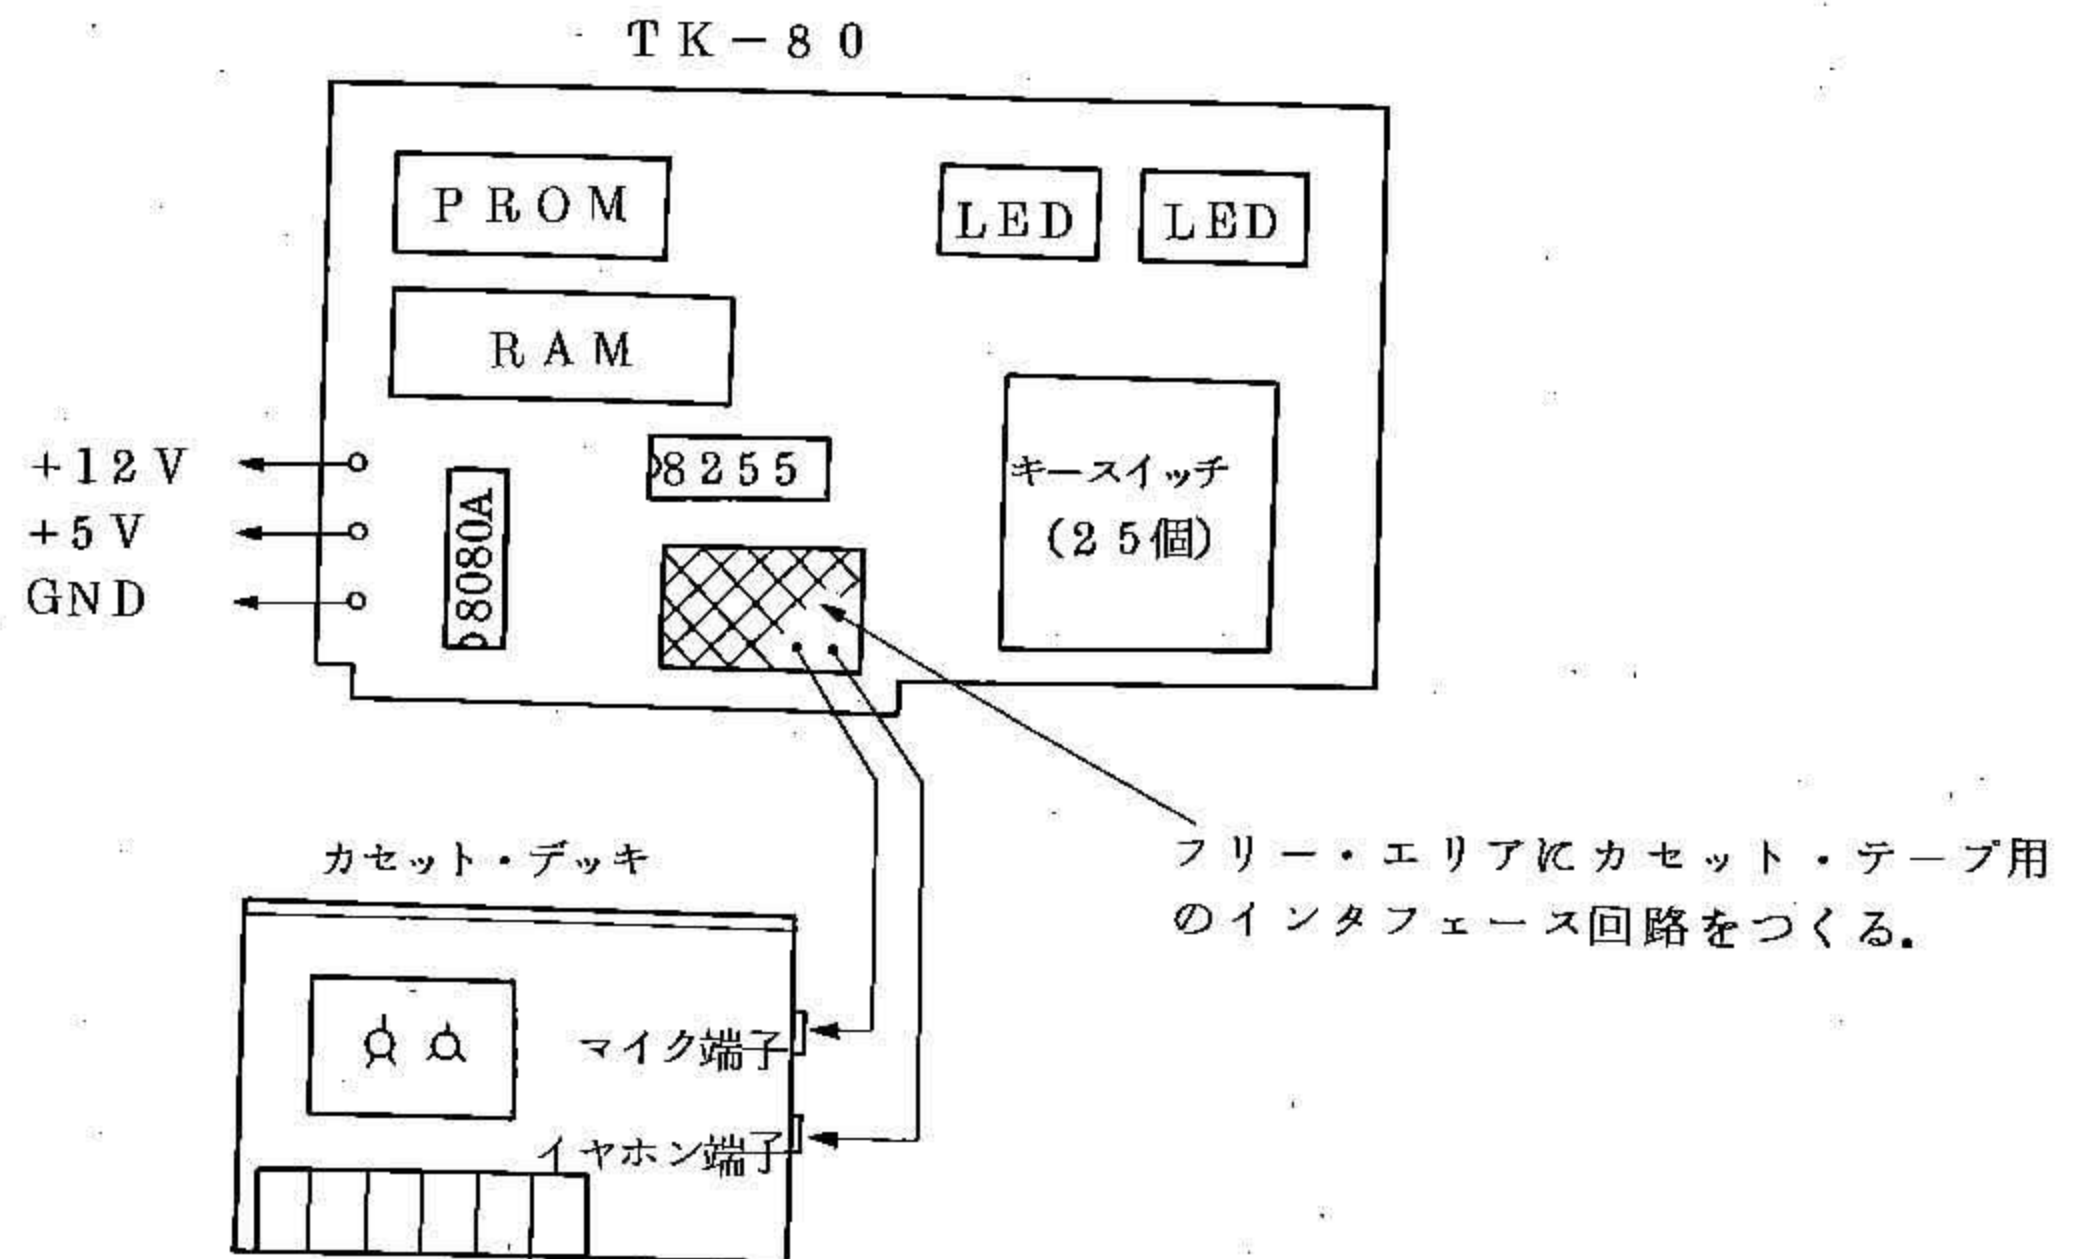 TK-80
PROM
LED
LED
RAM
+12V
+5V
GND
8080A
8255
キースイッチ
(25個)
カセット・デッキ
マイク端子
イヤホン端子
フリー・エリアにカセット・テープ用
のインタフェース回路をつくる.